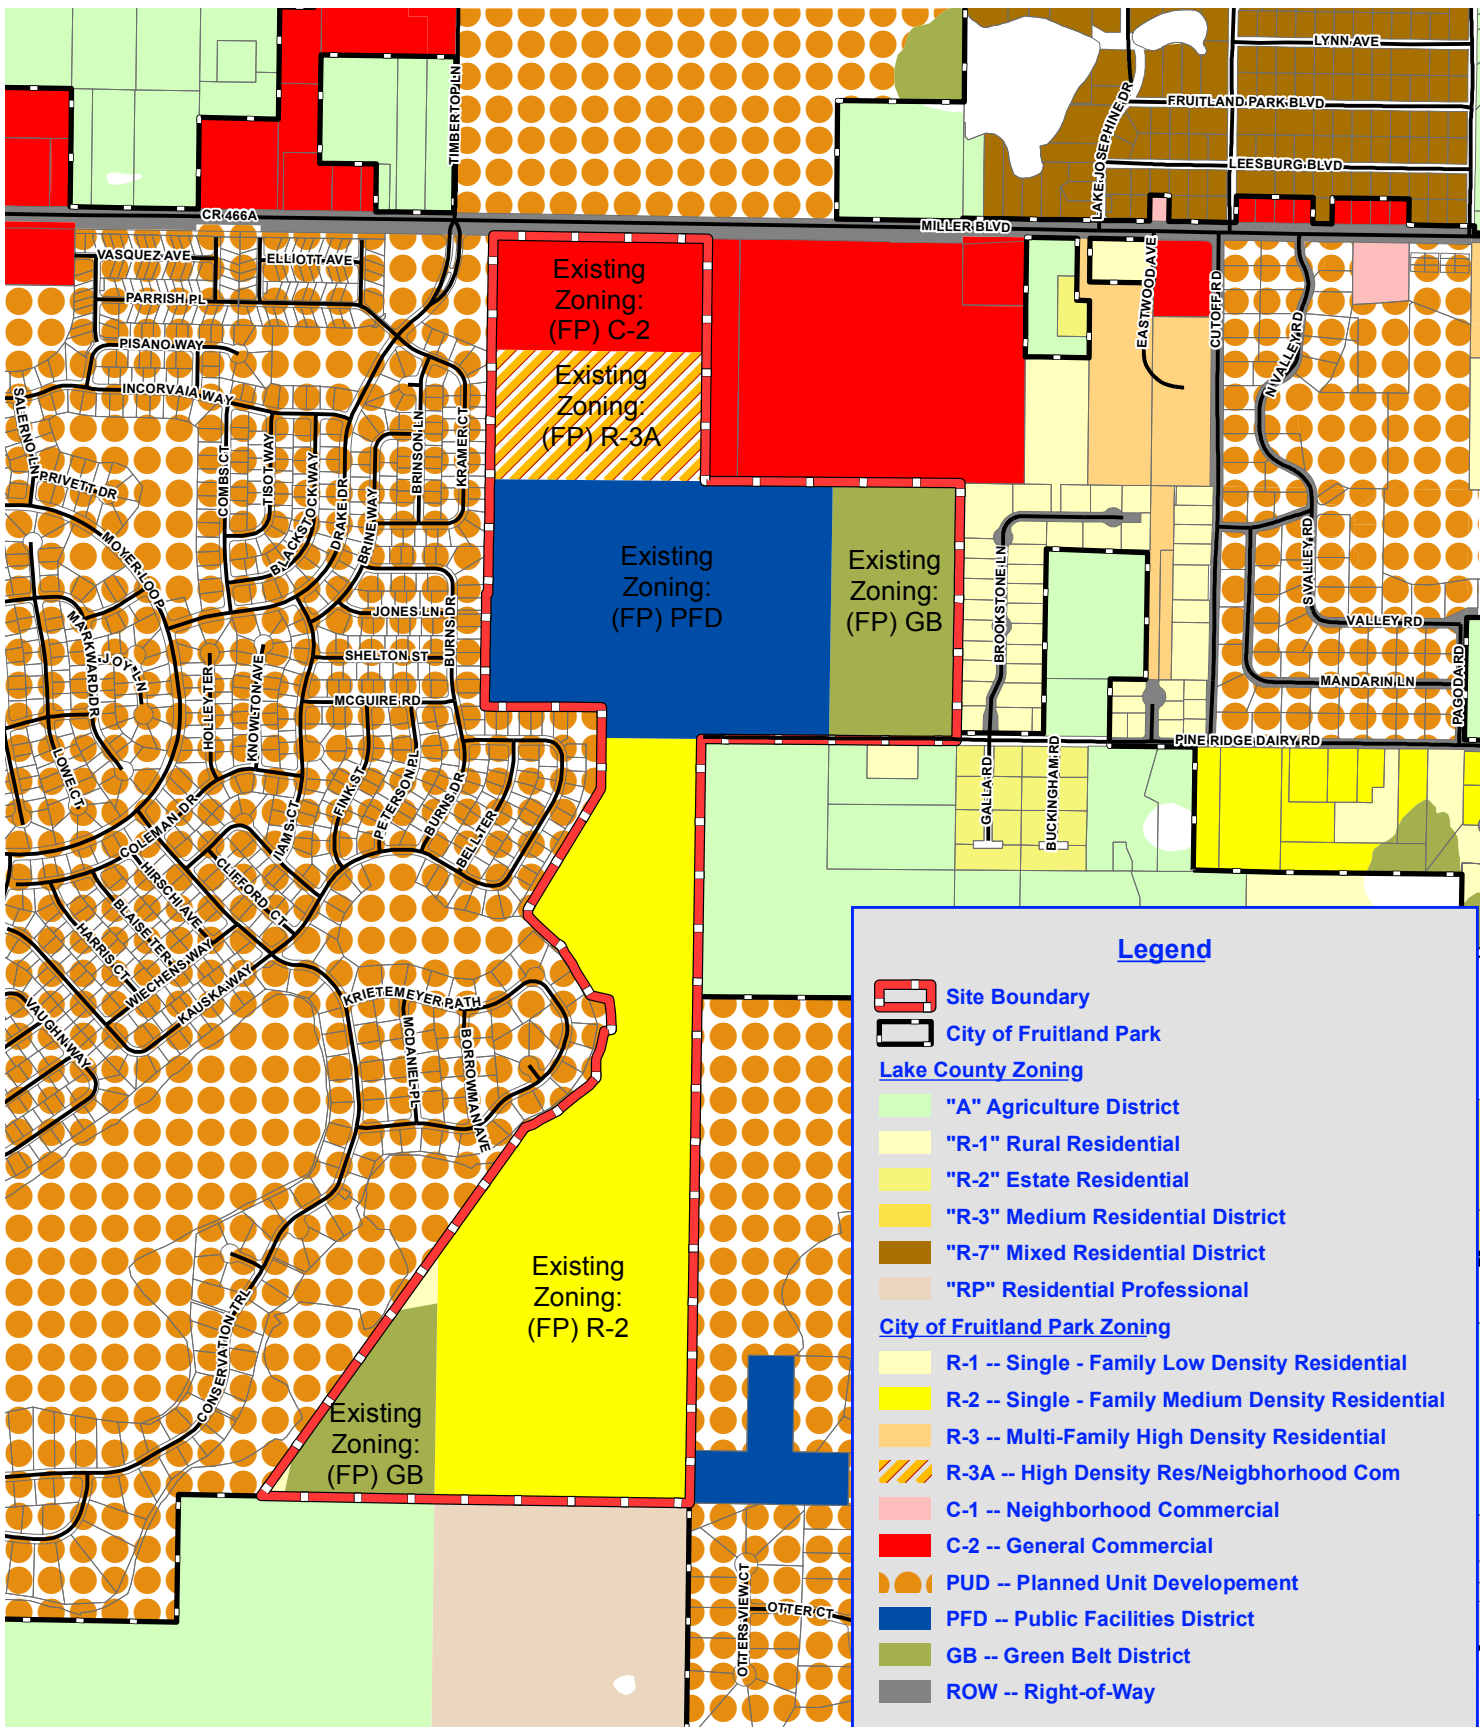 LYNN AVE
FRUITLAND PARK BLVD
LEESBURG BLVD
LAKE JOSEPHINE DR
TIMBERTOP LN
CR 466A
MILLER BLVD
VASQUEZ AVE
ELLIOTT AVE
PARRISH PL
PISANO WAY
INCORVAIA WAY
SALERNO LN
PRIVETT DR
COMBS CT
TISOT WAY
BLACKSTOCK WAY
DRAKE DR
BRINE WAY
BRINSON LN
KRAMER CT
EASTWOOD AVE
CUTOFF RD
N VALLEY RD
S VALLEY RD
VALLEY RD
MANDARIN LN
PAGODA RD
PINE RIDGE DAIRY RD
BROOKSTONE LN
GALLA RD
BUCKINGHAM RD
Existing
Zoning:
(FP) C-2
Existing
Zoning:
(FP) R-3A
Existing
Zoning:
(FP) PFD
Existing
Zoning:
(FP) GB
MOYER LOOP
MARKWARD DR
JOY LN
LOWE CT
HOLLEY TER
KNOWLTON AVE
JONES LN
SHELTON ST
MCGUIRE RD
BURNS DR
FINK ST
PETERSON PL
BURNS DR
BELL TER
IIAMS CT
COLEMAN DR
CLIFFORD CT
HIRSCHI AVE
BLAISE TER
HARRIS CT
WIECHENS WAY
KAUSKA WAY
VAUGHN WAY
KRIETEMEYER PATH
MCDANIEL PL
BORROWMAN AVE
CONSERVATION TRL
Existing
Zoning:
(FP) R-2
Existing
Zoning:
(FP) GB
OTTERS VIEW CT
OTTER CT
Legend
Site Boundary
City of Fruitland Park
Lake County Zoning
"A" Agriculture District
"R-1" Rural Residential
"R-2" Estate Residential
"R-3" Medium Residential District
"R-7" Mixed Residential District
"RP" Residential Professional
City of Fruitland Park Zoning
R-1 -- Single - Family Low Density Residential
R-2 -- Single - Family Medium Density Residential
R-3 -- Multi-Family High Density Residential
R-3A -- High Density Res/Neigbhorhood Com
C-1 -- Neighborhood Commercial
C-2 -- General Commercial
PUD -- Planned Unit Developement
PFD -- Public Facilities District
GB -- Green Belt District
ROW -- Right-of-Way